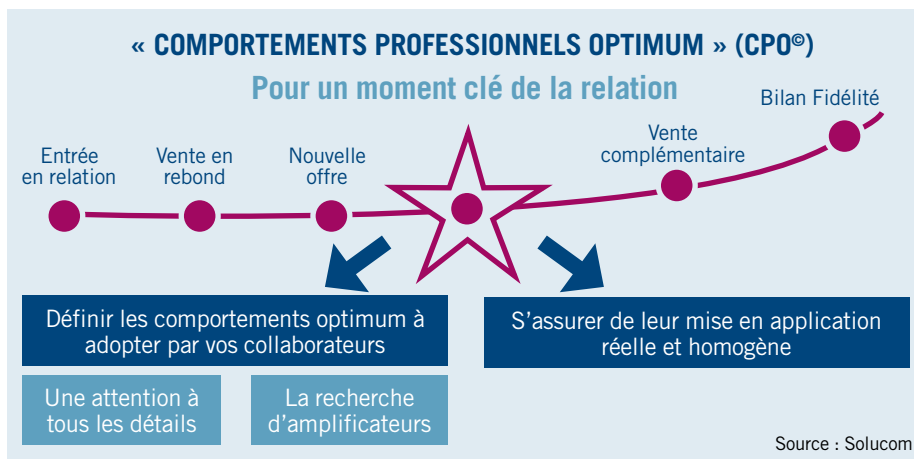 « COMPORTEMENTS PROFESSIONNELS OPTIMUM » (CPO©)
Pour un moment clé de la relation
Entrée
en relation
Vente en
rebond
Nouvelle
offre
Vente
complémentaire
Bilan Fidélité
Définir les comportements optimum à
adopter par vos collaborateurs
S'assurer de leur mise en application
réelle et homogène
Une attention à
tous les détails
La recherche
d'amplificateurs
Source : Solucom